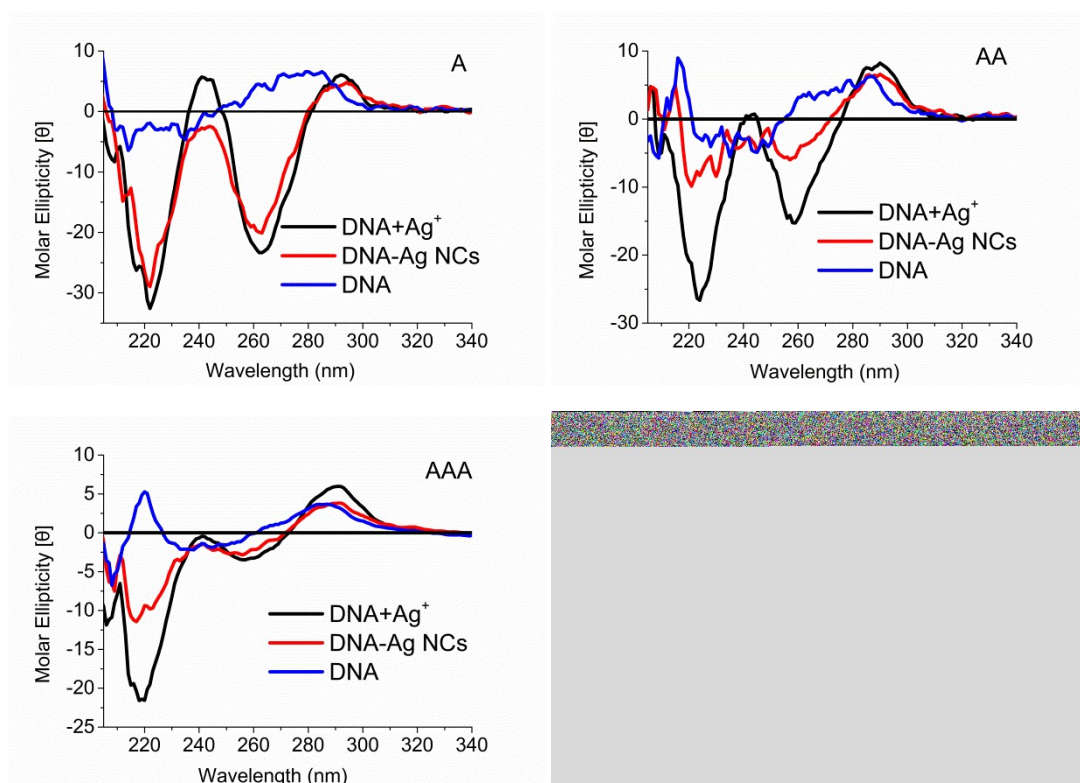 A
Molar Ellipticity [θ]
10
0
-10
-20
-30
DNA+Ag⁺
DNA-Ag NCs
DNA
220 240 260 280 300 320 340
Wavelength (nm)
AA
Molar Ellipticity [θ]
10
0
-10
-20
-30
DNA+Ag⁺
DNA-Ag NCs
DNA
220 240 260 280 300 320 340
Wavelength (nm)
AAA
Molar Ellipticity [θ]
10
5
0
-5
-10
-15
-20
-25
DNA+Ag⁺
DNA-Ag NCs
DNA
220 240 260 280 300 320 340
Wavelength (nm)